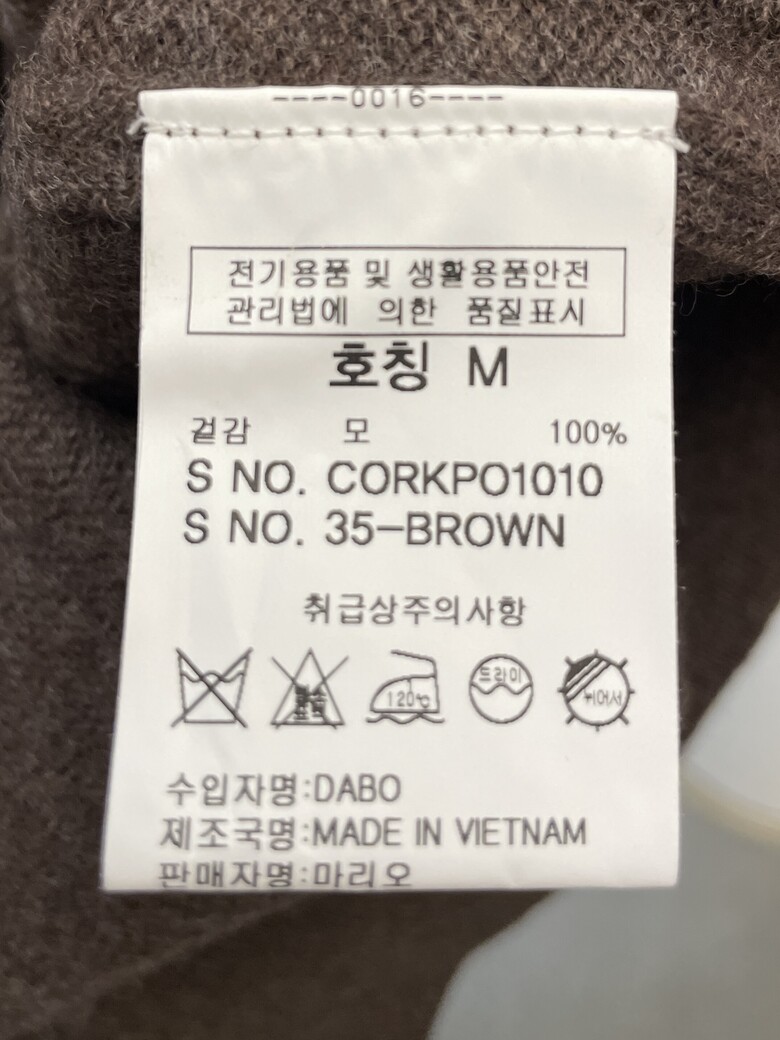 ----0016----
전기용품 및 생활용품안전
관리법에 의한 품질표시
호칭 M
겉감 모 100%
S NO. CORKPO1010
S NO. 35-BROWN
취급상주의사항
120℃ 드라이 뉘어서
수입자명:DABO
제조국명:MADE IN VIETNAM
판매자명:마리오